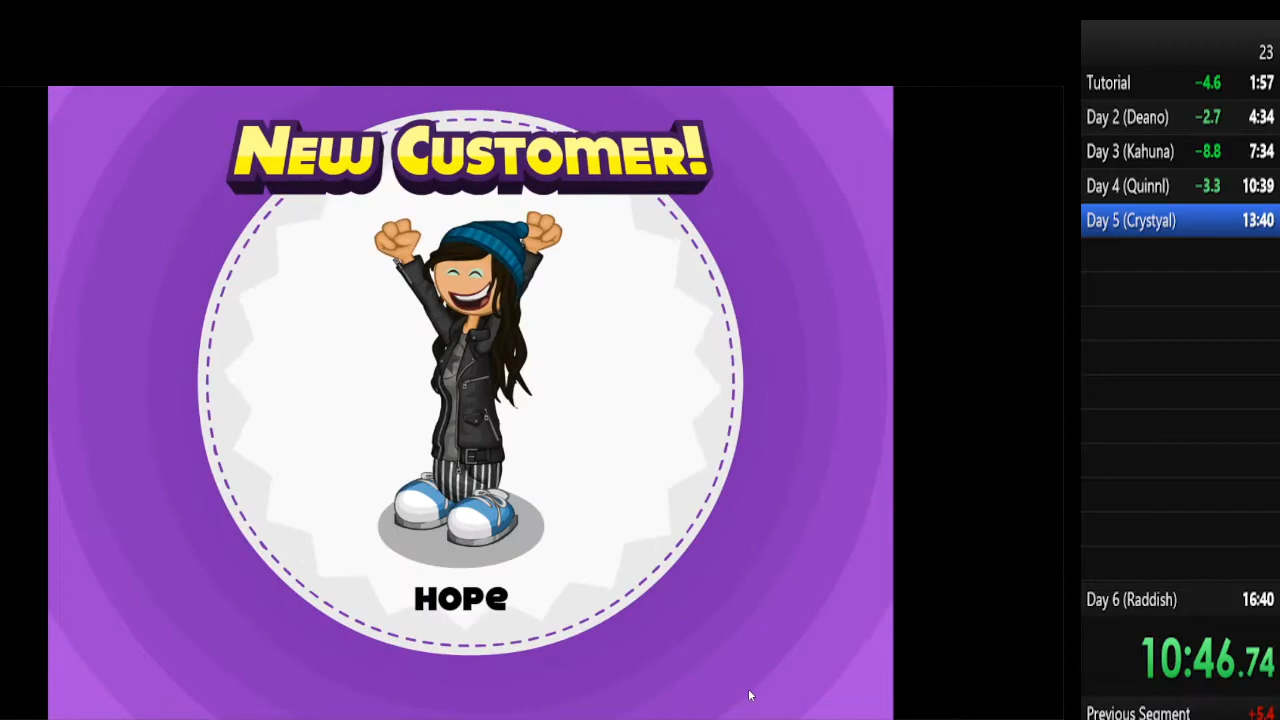 NEW CUSTOMER!
HOPE
23
Tutorial −4.6 1:57
Day 2 (Deano) −2.7 4:34
Day 3 (Kahuna) −8.8 7:34
Day 4 (Quinnl) −3.3 10:39
Day 5 (Crystyal) 13:40
Day 6 (Raddish) 16:40
10:46.74
Previous Segment +5.4